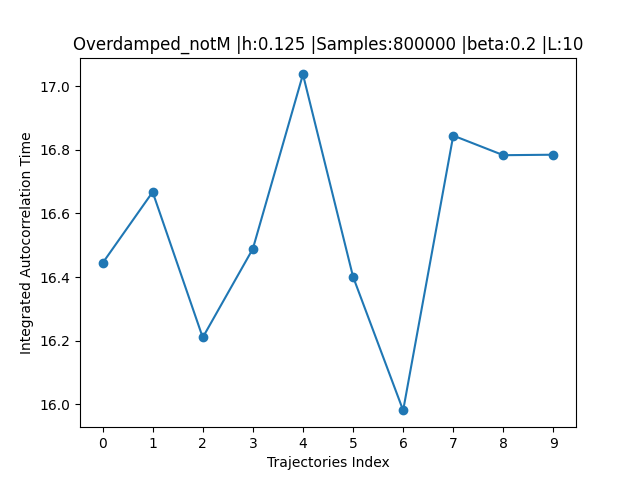 Overdamped_notM |h:0.125 |Samples:800000 |beta:0.2 |L:10
Integrated Autocorrelation Time
17.0
16.8
16.6
16.4
16.2
16.0
0 1 2 3 4 5 6 7 8 9
Trajectories Index